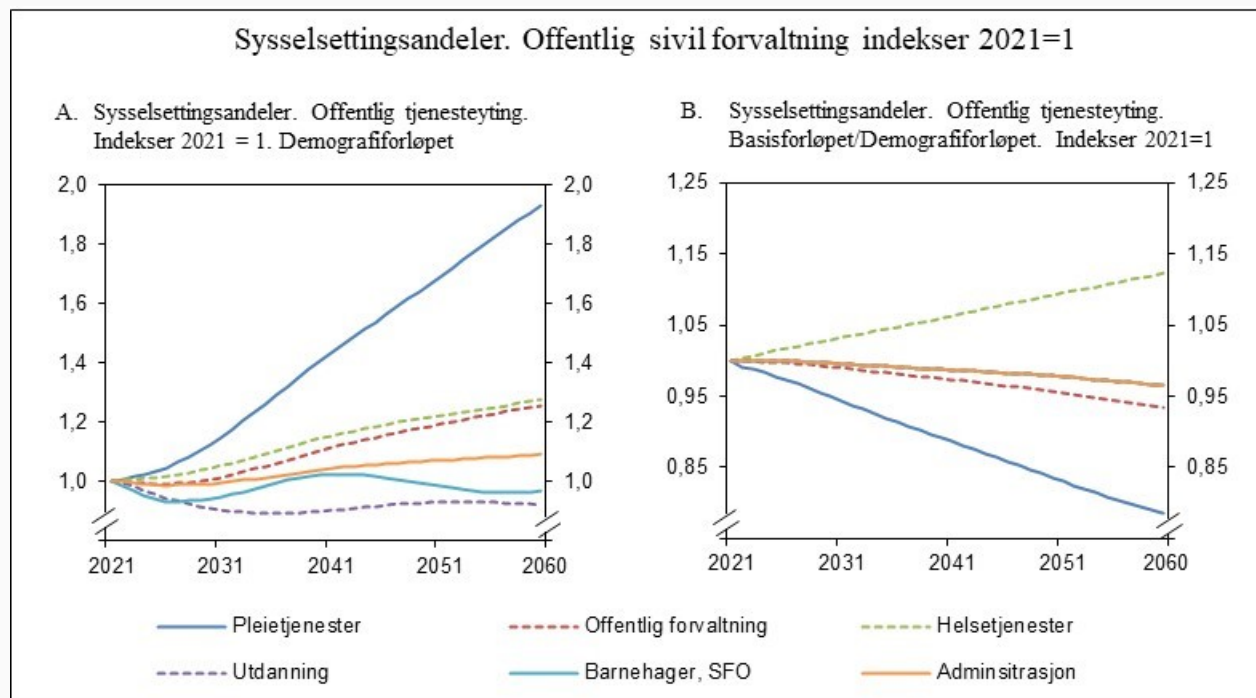 Sysselsettingsandeler. Offentlig sivil forvaltning indekser 2021=1
A. Sysselsettingsandeler. Offentlig tjenesteyting.
Indekser 2021 = 1. Demografiforløpet
2,0 2,0
1,8 1,8
1,6 1,6
1,4 1,4
1,2 1,2
1,0 1,0
2021 2031 2041 2051 2060
B. Sysselsettingsandeler. Offentlig tjenesteyting.
Basisforløpet/Demografiforløpet. Indekser 2021=1
1,25 1,25
1,15 1,15
1,05 1,05
0,95 0,95
0,85 0,85
2021 2031 2041 2051 2060
Pleietjenester Offentlig forvaltning Helsetjenester
Utdanning Barnehager, SFO Adminsitrasjon